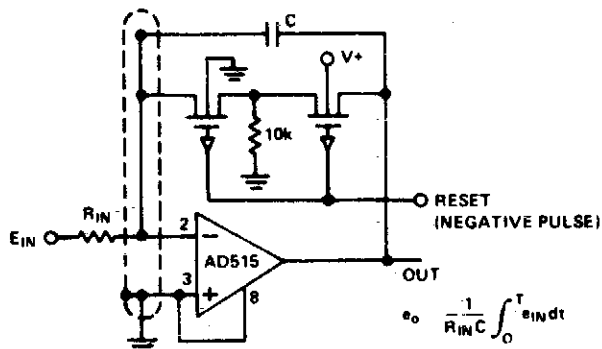 C
V+
10k
RESET
(NEGATIVE PULSE)
R_IN
E_IN
2
AD515
3
+
8
OUT
e_o 1/(R_IN C) ∫_0^T e_IN dt